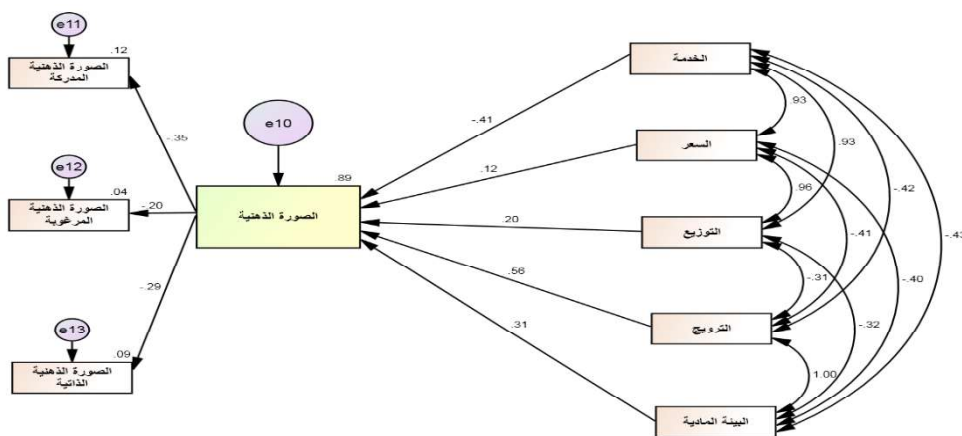 e11
.12
الصورة الذهنية
المدركة
-.35
e12
.04
الصورة الذهنية
المرغوبة
-.20
e13
.09
الصورة الذهنية
الذاتية
-.29
e10
.89
الصورة الذهنية
-.41
.12
.20
.56
.31
الخدمة
السعر
التوزيع
الترويج
البيئة المادية
.93
.93
.96
-.42
-.41
-.43
-.31
-.40
-.32
1.00